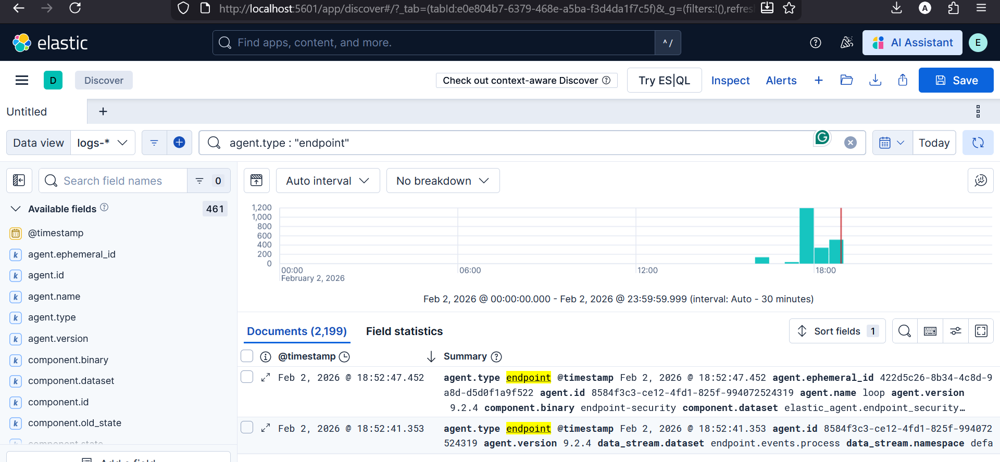 http://localhost:5601/app/discover#/?_tab=(tabId:e0e804b7-6379-468e-a5ba-f3d4da1f7c5f)&_g=(filters:!(),refres
A
elastic
Find apps, content, and more.
^ /
AI Assistant
E
D
Discover
Check out context-aware Discover
Try ES|QL
Inspect
Alerts
Save
Untitled
Data view
logs-*
agent.type : "endpoint"
G
Today
Search field names
0
Auto interval
No breakdown
Available fields
461
@timestamp
k agent.ephemeral_id
k agent.id
k agent.name
k agent.type
k agent.version
k component.binary
k component.dataset
k component.id
k component.old_state
k component.state
Add a field
1,200
1,000
800
600
400
200
0
00:00
February 2, 2026
06:00
12:00
18:00
Feb 2, 2026 @ 00:00:00.000 - Feb 2, 2026 @ 23:59:59.999 (interval: Auto - 30 minutes)
Documents (2,199)
Field statistics
Sort fields 1
@timestamp
Summary
Feb 2, 2026 @ 18:52:47.452
agent.type endpoint @timestamp Feb 2, 2026 @ 18:52:47.452 agent.ephemeral_id 422d5c26-8b34-4c8d-9
a8d-d5d0f1a9f522 agent.id 8584f3c3-ce12-4fd1-825f-994072524319 agent.name loop agent.version
9.2.4 component.binary endpoint-security component.dataset elastic_agent.endpoint_security…
Feb 2, 2026 @ 18:52:41.353
agent.type endpoint @timestamp Feb 2, 2026 @ 18:52:41.353 agent.id 8584f3c3-ce12-4fd1-825f-994072
524319 agent.version 9.2.4 data_stream.dataset endpoint.events.process data_stream.namespace defa